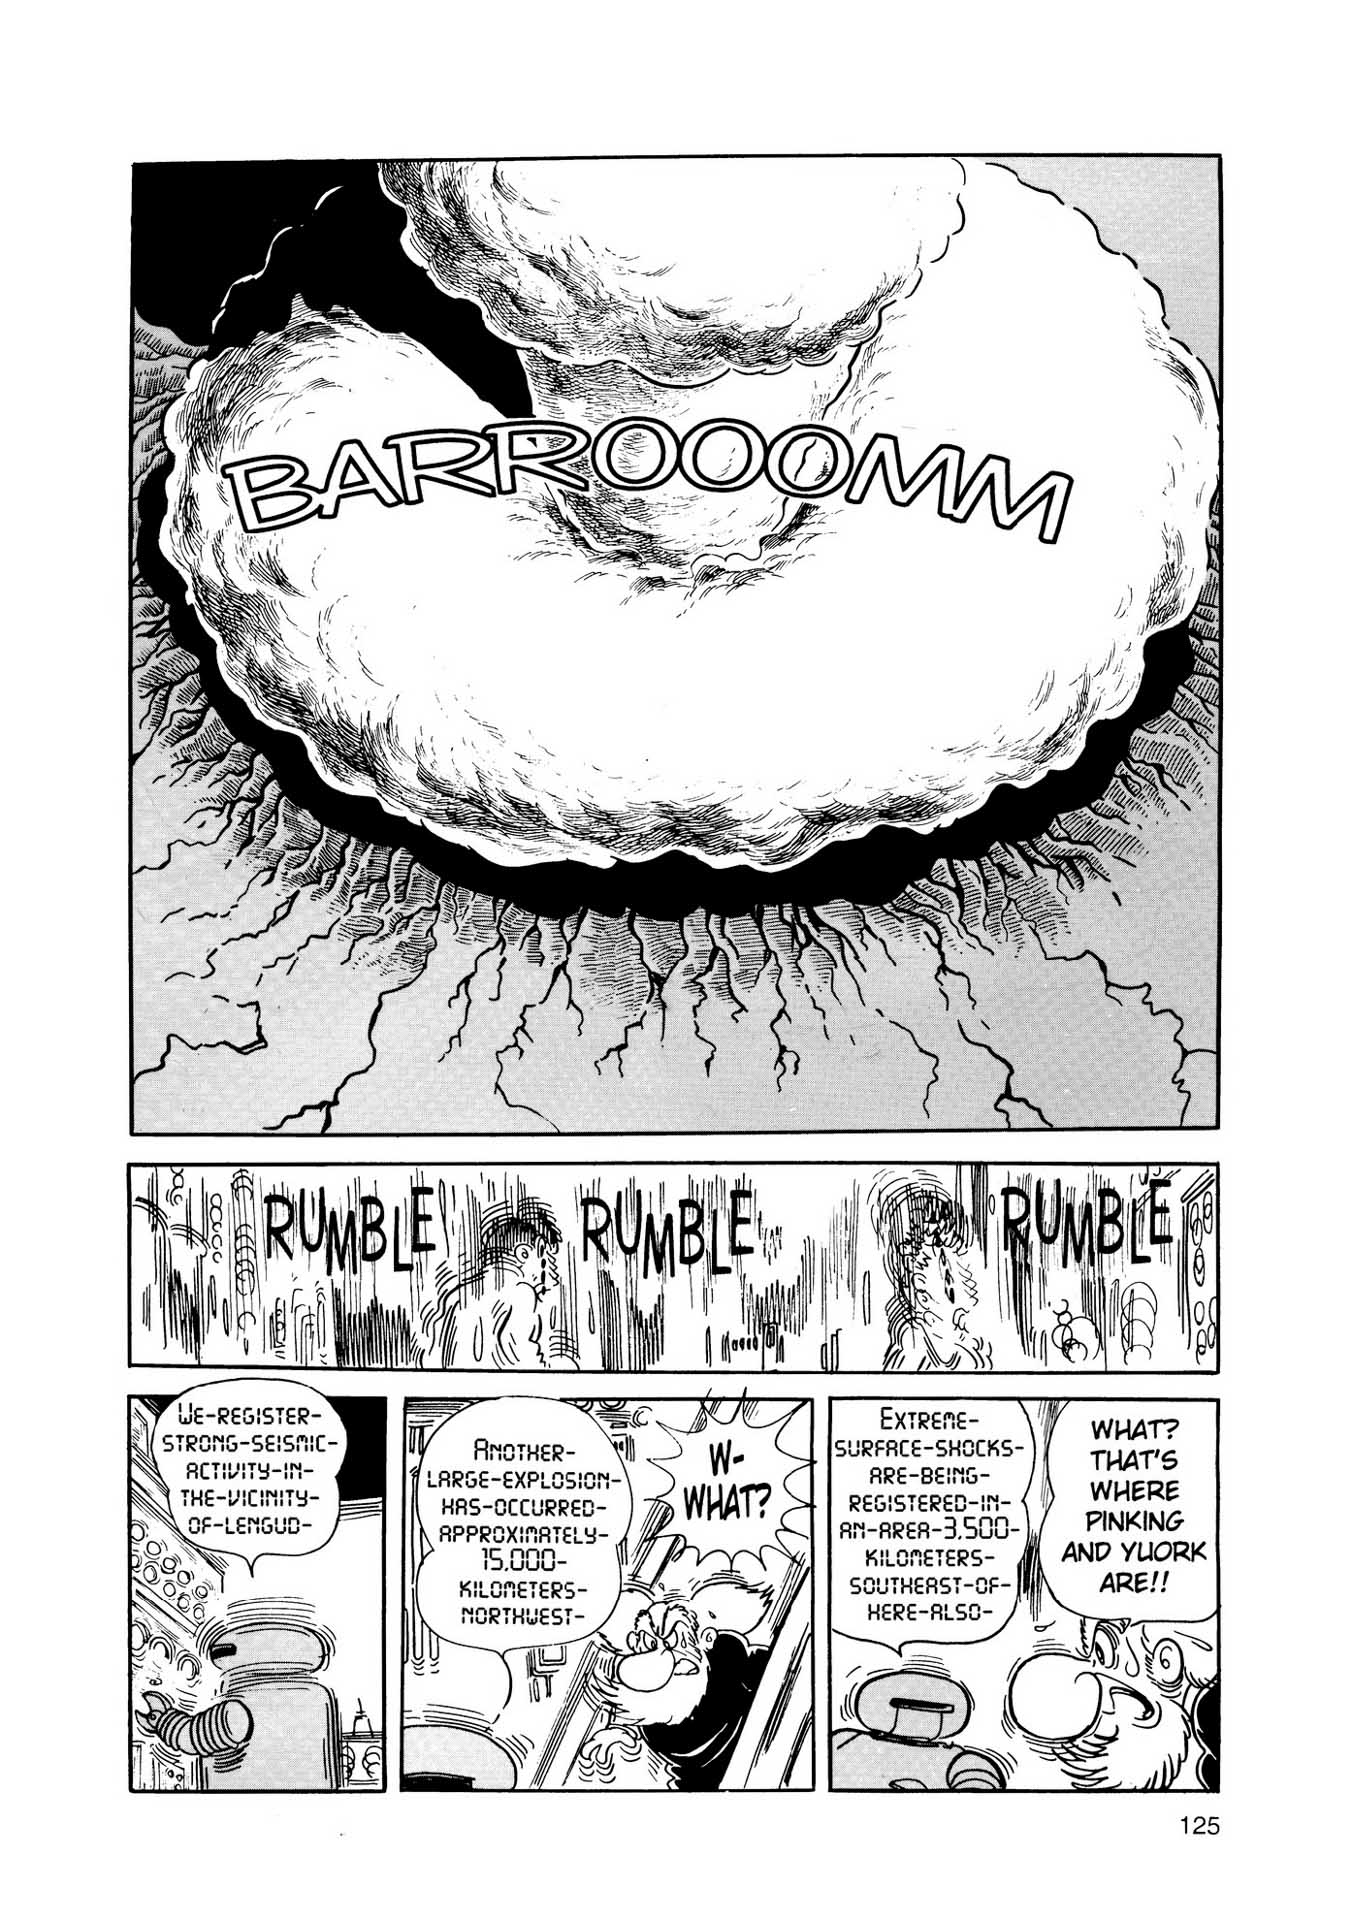 BARROOOMM
RUMBLE
RUMBLE
RUMBLE
WE-REGISTER-
STRONG-SEISMIC-
ACTIVITY-IN-
THE-VICINITY-
OF-LENGUD-
ANOTHER-
LARGE-EXPLOSION-
HAS-OCCURRED-
APPROXIMATELY-
15,000-
KILOMETERS-
NORTHWEST-
W-
WHAT?
EXTREME-
SURFACE-SHOCKS-
ARE-BEING-
REGISTERED-IN-
AN-AREA-3,500-
KILOMETERS-
SOUTHEAST-OF-
HERE-ALSO-
WHAT?
THAT'S
WHERE
PINKING
AND YUORK
ARE!!
125